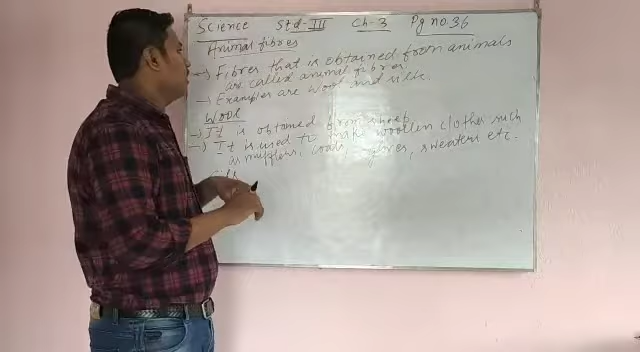 Science Std-III Ch-3 Pg no.36
Animal fibres
→ Fibres that is obtained from animals
are called animal fibres.
→ Examples are wool and silk.
Wool
→ It is obtained from sheep.
→ It is used to make woollen clothes such
as mufflers, coats, gloves, sweaters etc.